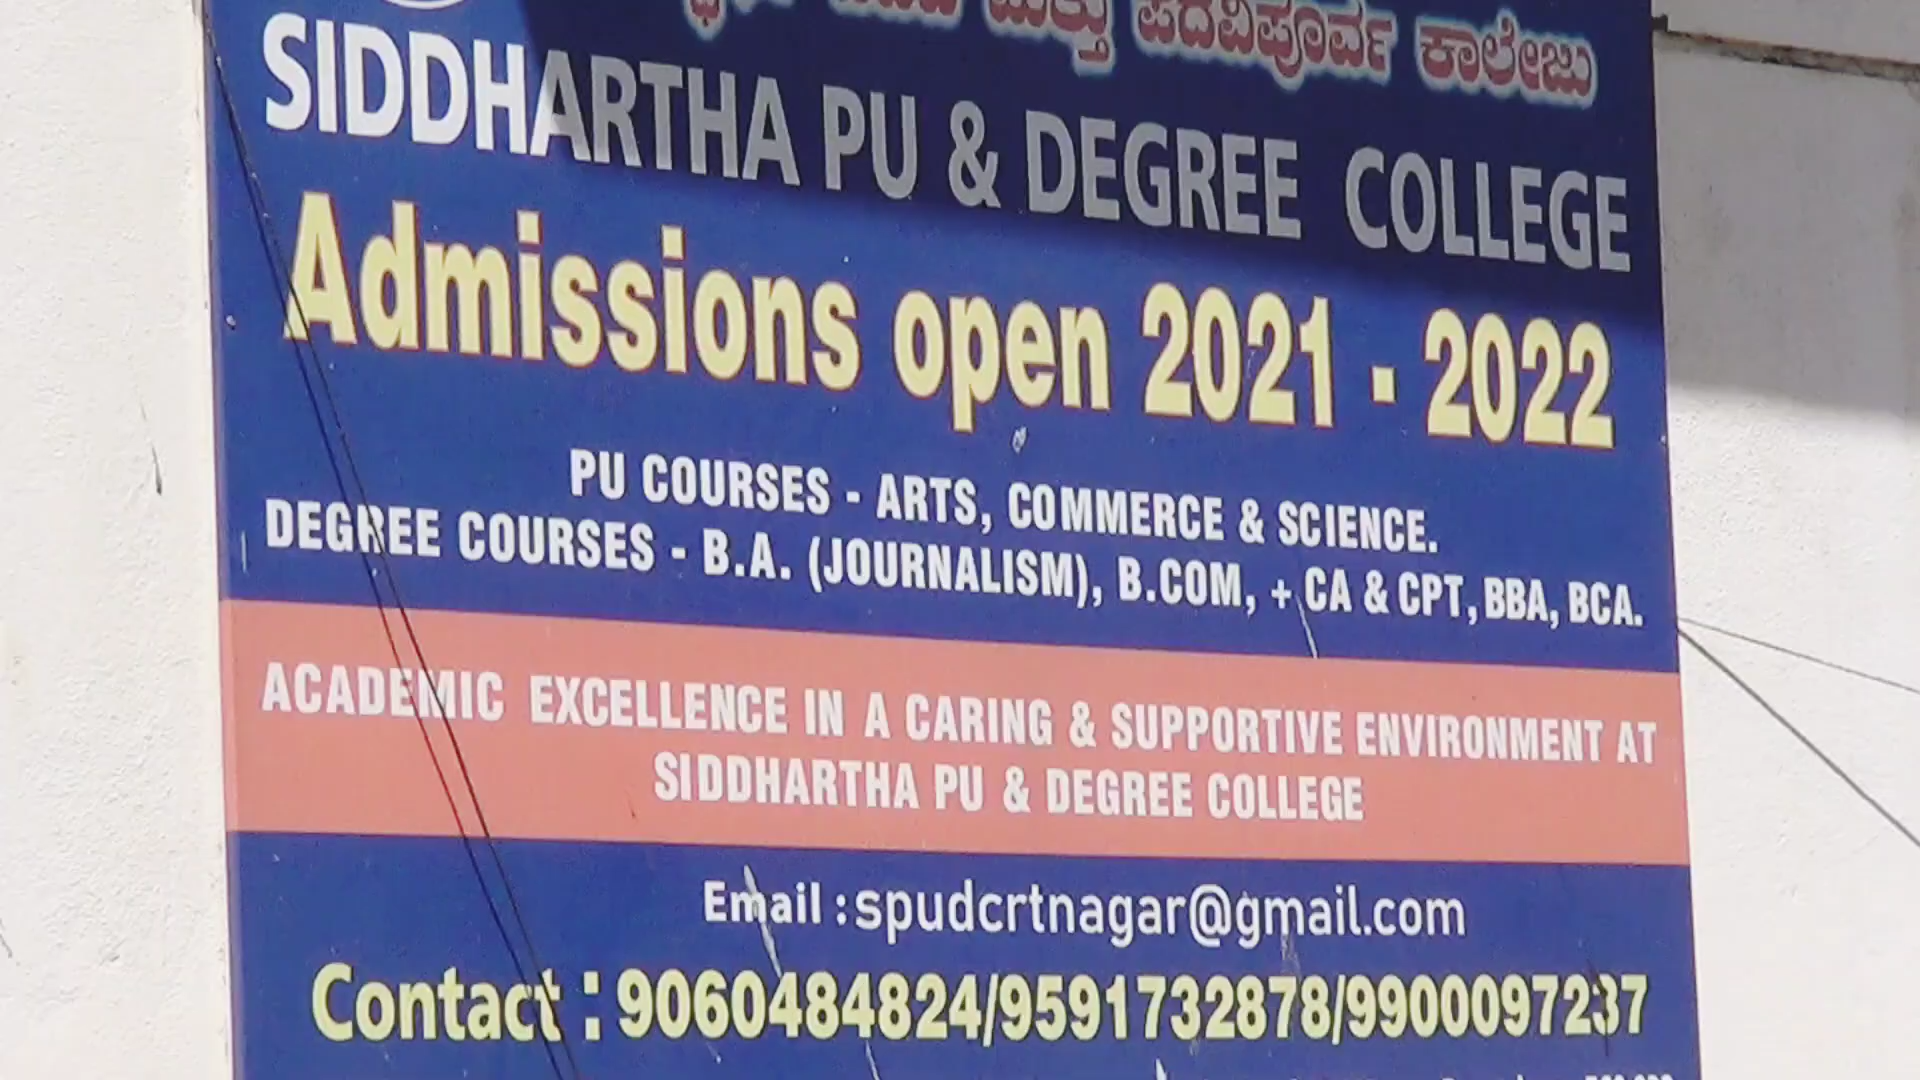 ಮತ್ತು ಪದವಿಪೂರ್ವ ಕಾಲೇಜು
SIDDHARTHA PU & DEGREE COLLEGE
Admissions open 2021 - 2022
PU COURSES - ARTS, COMMERCE & SCIENCE.
DEGREE COURSES - B.A. (JOURNALISM), B.COM, + CA & CPT, BBA, BCA.
ACADEMIC EXCELLENCE IN A CARING & SUPPORTIVE ENVIRONMENT AT
SIDDHARTHA PU & DEGREE COLLEGE
Email : spudcrtnagar@gmail.com
Contact : 9060484824/9591732878/9900097237